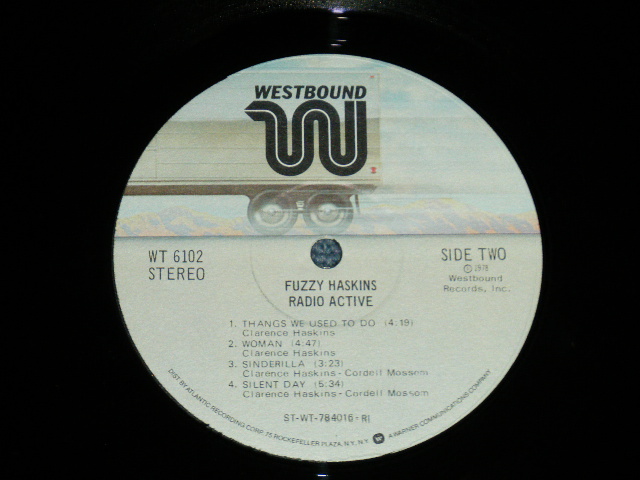 WESTBOUND
WT 6102
STEREO
SIDE TWO
℗ 1978
Westbound
Records, Inc.
FUZZY HASKINS
RADIO ACTIVE
1. THANGS WE USED TO DO (4:19)
Clarence Haskins
2. WOMAN (4:47)
Clarence Haskins
3. SINDERILLA (3:23)
Clarence Haskins - Cordell Mossom
4. SILENT DAY (5:34)
Clarence Haskins - Cordell Mossom
ST-WT-784016-RI
DIST BY ATLANTIC RECORDING CORP. 75 ROCKEFELLER PLAZA, N.Y., N.Y. A WARNER COMMUNICATIONS COMPANY